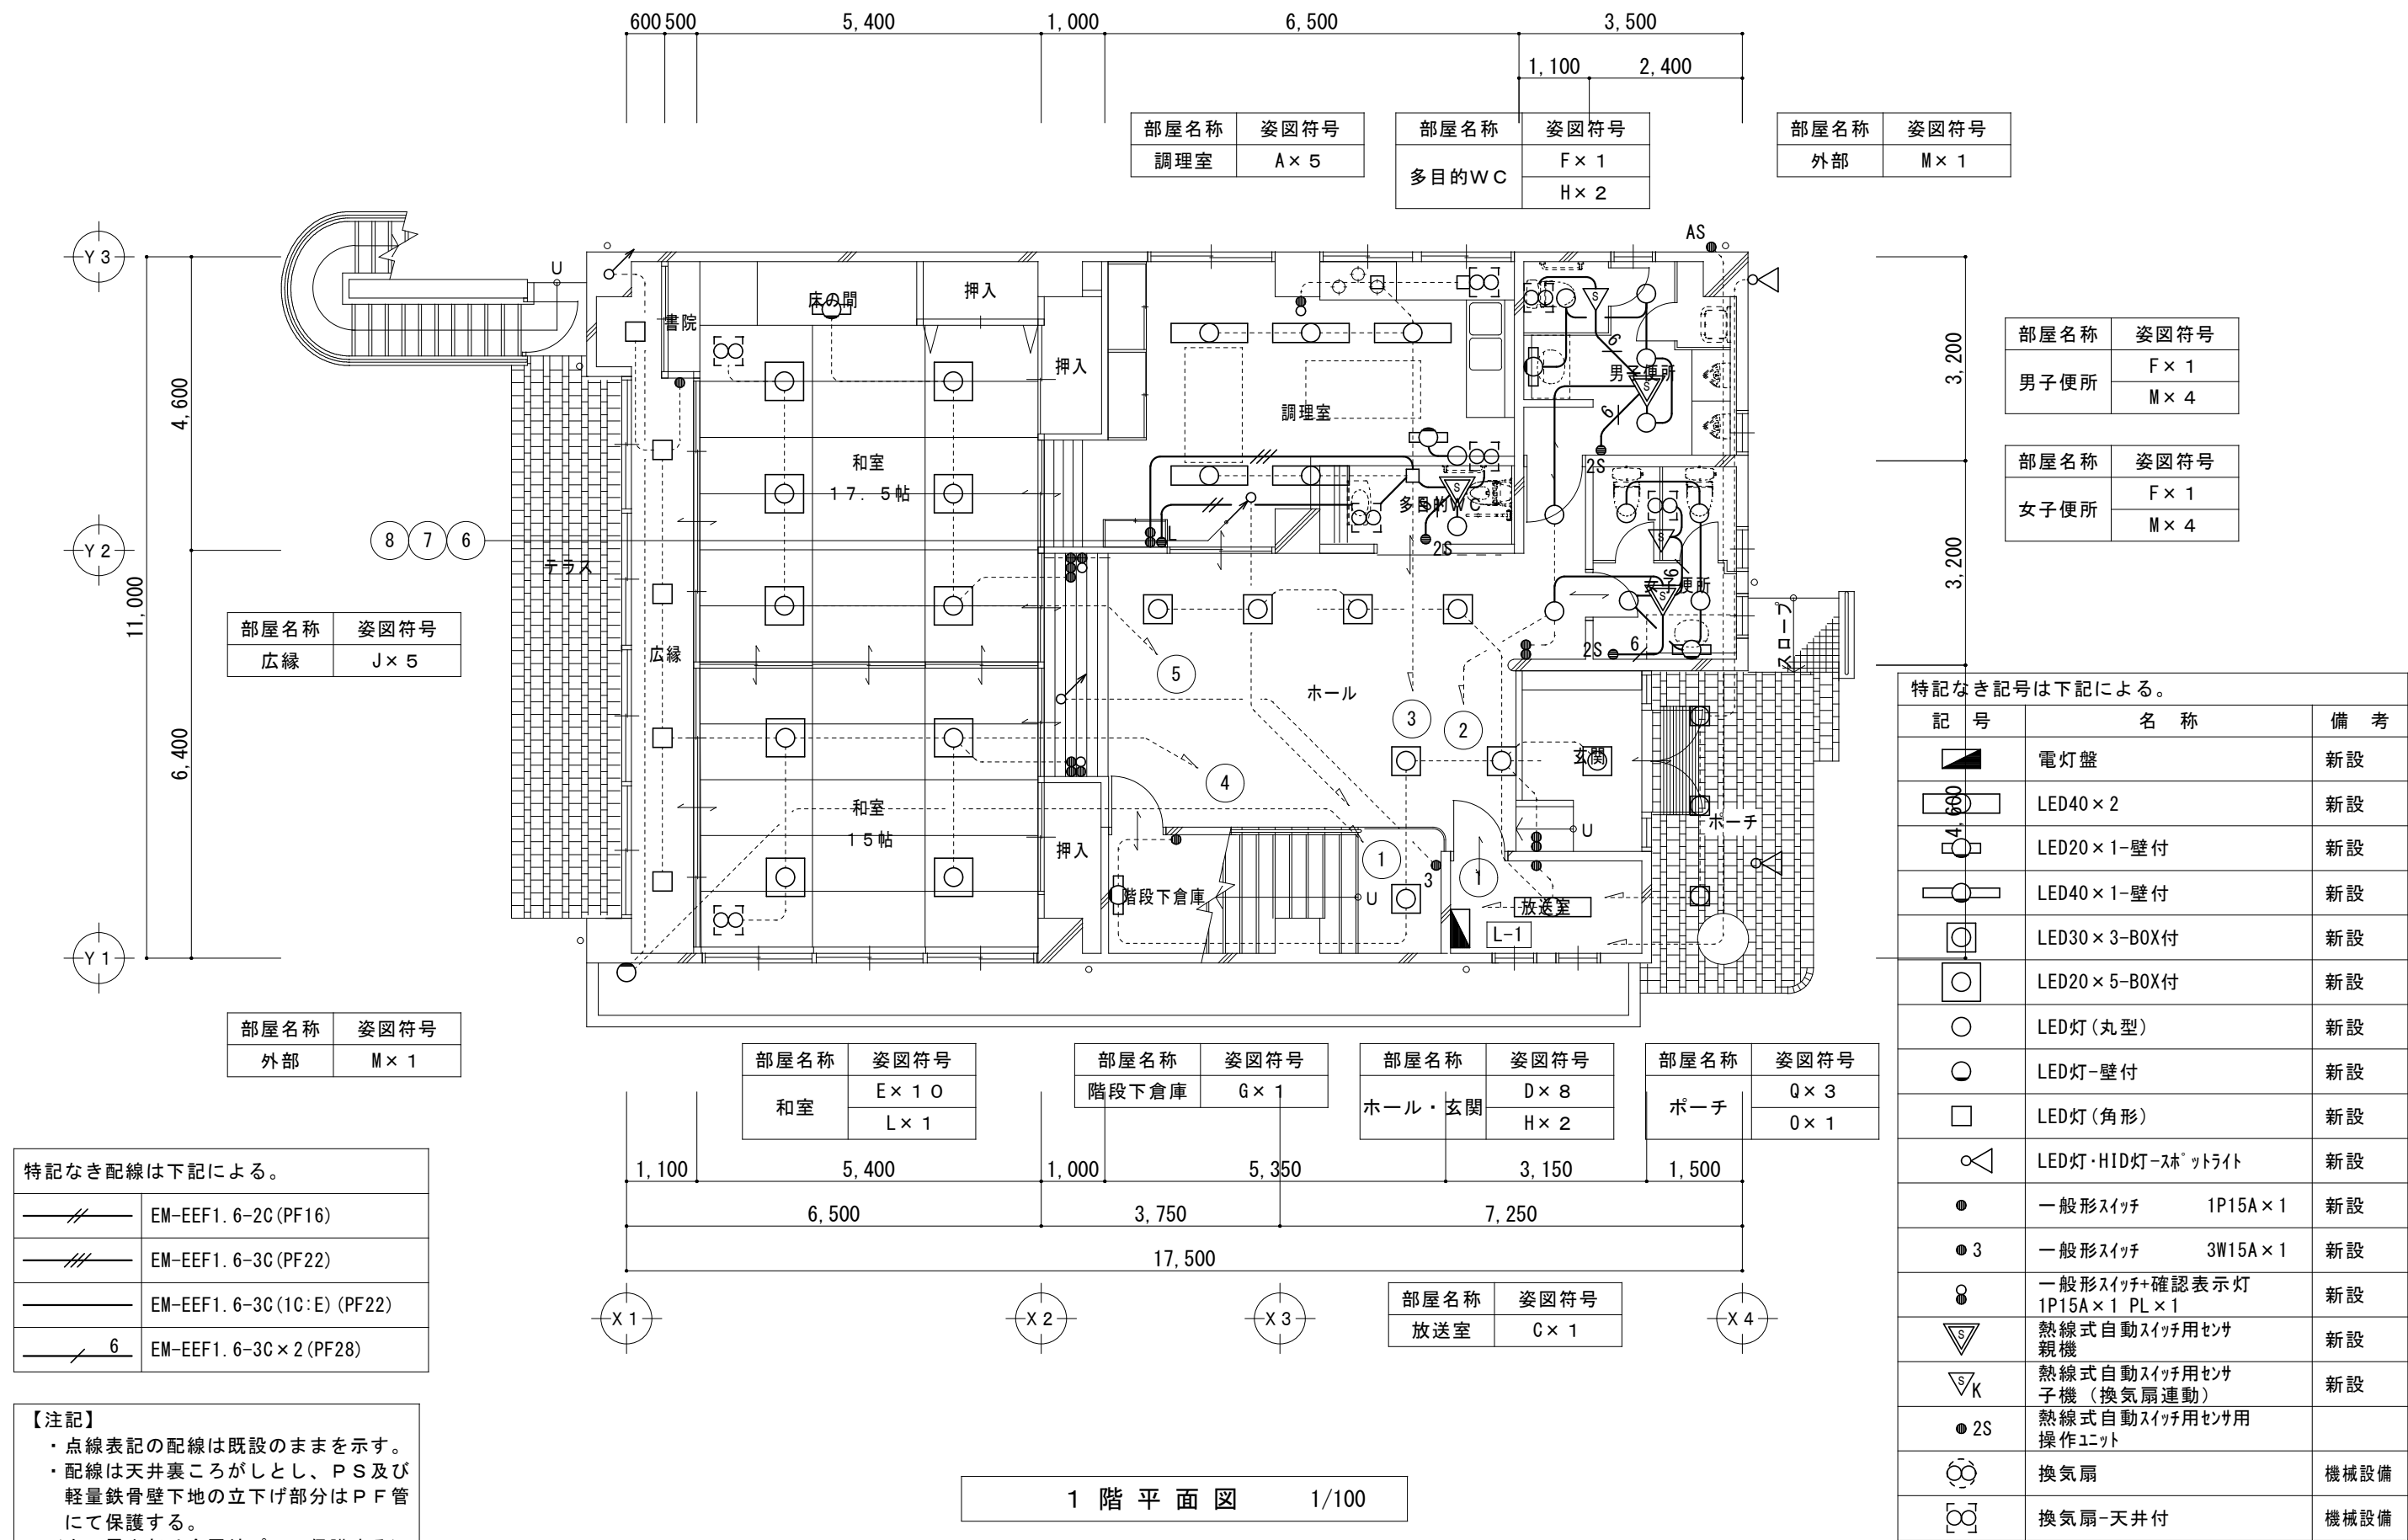 600 500 5,400 1,000 6,500 3,500
1,100 2,400
部屋名称 姿図符号
調理室 A×5
部屋名称 姿図符号
多目的WC F×1
H×2
部屋名称 姿図符号
外部 M×1
AS
Y3
U
床の間
押入
書院
押入
調理室
男子便所
6
6
2S
3,200
部屋名称 姿図符号
男子便所 F×1
M×4
部屋名称 姿図符号
女子便所 F×1
M×4
4,600
11,000
和室
17.5帖
多目的WC
2S
L
Y2
8 7 6
テラス
3,200
女子便所
6
2S 6
スロープ
部屋名称 姿図符号
広縁 J×5
広縁
5
ホール
3
2
4
玄関
6,400
和室
15帖
押入
階段下倉庫
U
3
1
1
U
放送室
L-1
ポーチ
4,600
Y1
特記なき記号は下記による。
記号 名称 備考
電灯盤 新設
LED40×2 新設
LED20×1-壁付 新設
LED40×1-壁付 新設
LED30×3-BOX付 新設
LED20×5-BOX付 新設
LED灯(丸型) 新設
LED灯-壁付 新設
LED灯(角形) 新設
LED灯・HID灯-スポットライト 新設
一般形スイッチ 1P15A×1 新設
3 一般形スイッチ 3W15A×1 新設
一般形スイッチ+確認表示灯
1P15A×1 PL×1 新設
S 熱線式自動スイッチ用センサ
親機 新設
S K 熱線式自動スイッチ用センサ
子機(換気扇連動) 新設
2S 熱線式自動スイッチ用センサ用
操作ユニット
換気扇 機械設備
換気扇-天井付 機械設備
部屋名称 姿図符号
外部 M×1
部屋名称 姿図符号
和室 E×10
L×1
部屋名称 姿図符号
階段下倉庫 G×1
部屋名称 姿図符号
ホール・玄関 D×8
H×2
部屋名称 姿図符号
ポーチ Q×3
O×1
1,100 5,400 1,000 5,350 3,150 1,500
6,500 3,750 7,250
17,500
X1 X2 X3 X4
部屋名称 姿図符号
放送室 C×1
特記なき配線は下記による。
EM-EEF1.6-2C(PF16)
EM-EEF1.6-3C(PF22)
EM-EEF1.6-3C(1C:E)(PF22)
6 EM-EEF1.6-3C×2(PF28)
【注記】
・点線表記の配線は既設のままを示す。
・配線は天井裏ころがしとし、PS及び
軽量鉄骨壁下地の立下げ部分はPF管
にて保護する。
1階平面図 1/100